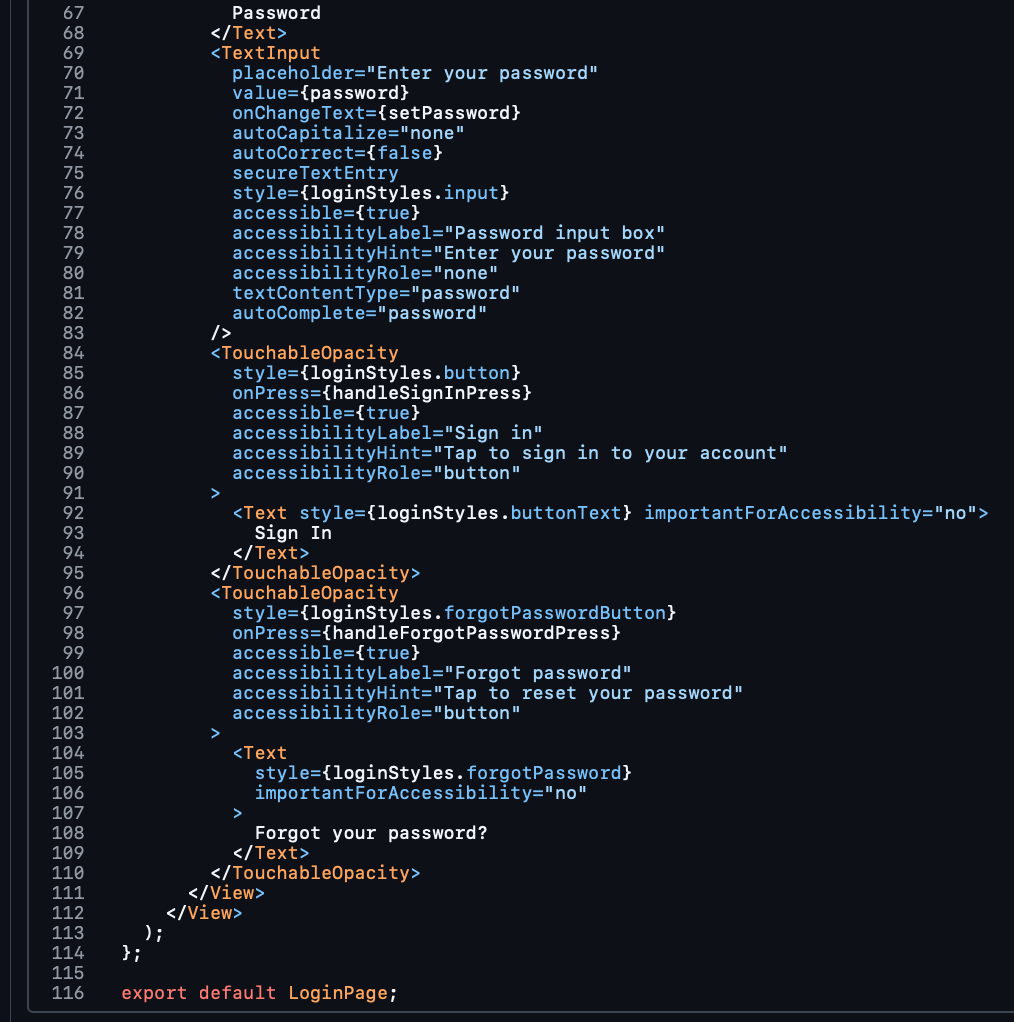 67 Password
68 </Text>
69 <TextInput
70 placeholder="Enter your password"
71 value={password}
72 onChangeText={setPassword}
73 autoCapitalize="none"
74 autoCorrect={false}
75 secureTextEntry
76 style={loginStyles.input}
77 accessible={true}
78 accessibilityLabel="Password input box"
79 accessibilityHint="Enter your password"
80 accessibilityRole="none"
81 textContentType="password"
82 autoComplete="password"
83 />
84 <TouchableOpacity
85 style={loginStyles.button}
86 onPress={handleSignInPress}
87 accessible={true}
88 accessibilityLabel="Sign in"
89 accessibilityHint="Tap to sign in to your account"
90 accessibilityRole="button"
91 >
92 <Text style={loginStyles.buttonText} importantForAccessibility="no">
93 Sign In
94 </Text>
95 </TouchableOpacity>
96 <TouchableOpacity
97 style={loginStyles.forgotPasswordButton}
98 onPress={handleForgotPasswordPress}
99 accessible={true}
100 accessibilityLabel="Forgot password"
101 accessibilityHint="Tap to reset your password"
102 accessibilityRole="button"
103 >
104 <Text
105 style={loginStyles.forgotPassword}
106 importantForAccessibility="no"
107 >
108 Forgot your password?
109 </Text>
110 </TouchableOpacity>
111 </View>
112 </View>
113 );
114 };
115
116 export default LoginPage;